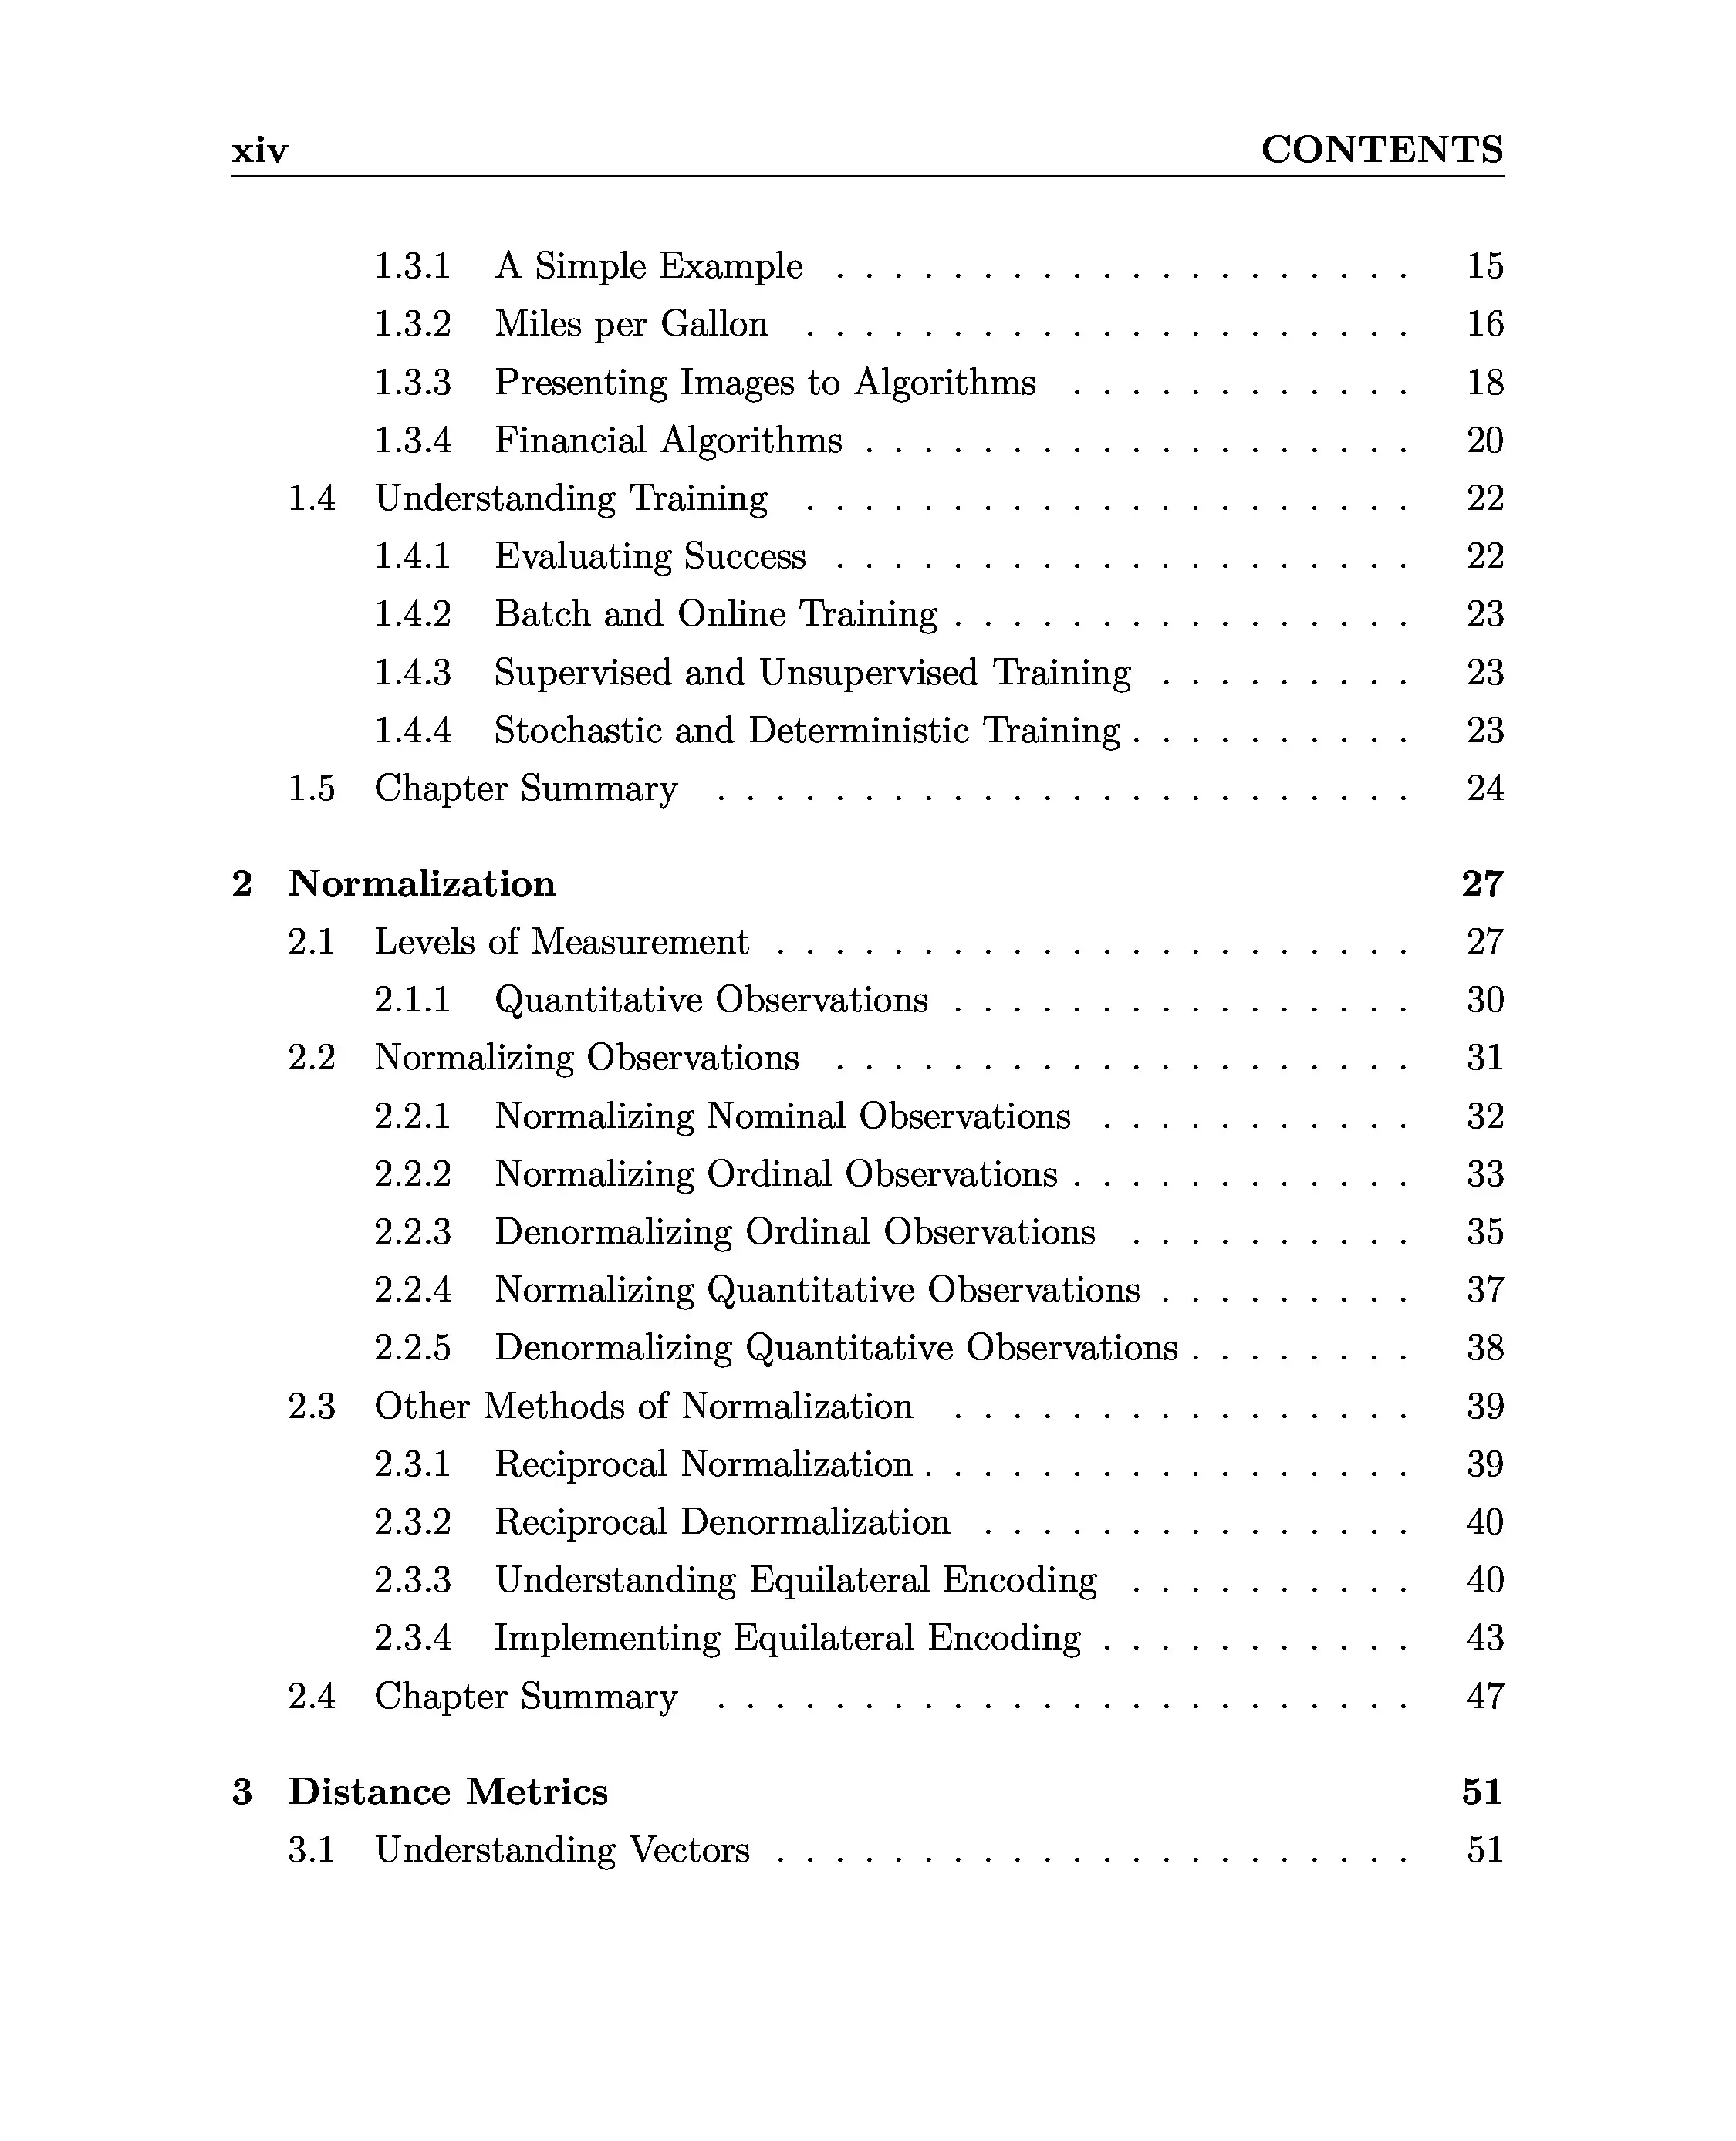 xiv CONTENTS
1.3.1 A Simple Example . . . . . . . . . . . . . . . . . . . . 15
1.3.2 Miles per Gallon . . . . . . . . . . . . . . . . . . . . . 16
1.3.3 Presenting Images to Algorithms . . . . . . . . . . . . 18
1.3.4 Financial Algorithms . . . . . . . . . . . . . . . . . . . 20
1.4 Understanding Training . . . . . . . . . . . . . . . . . . . . . 22
1.4.1 Evaluating Success . . . . . . . . . . . . . . . . . . . . 22
1.4.2 Batch and Online Training . . . . . . . . . . . . . . . . 23
1.4.3 Supervised and Unsupervised Training . . . . . . . . . 23
1.4.4 Stochastic and Deterministic Training . . . . . . . . . . 23
1.5 Chapter Summary . . . . . . . . . . . . . . . . . . . . . . . . 24
2 Normalization 27
2.1 Levels of Measurement . . . . . . . . . . . . . . . . . . . . . . 27
2.1.1 Quantitative Observations . . . . . . . . . . . . . . . . 30
2.2 Normalizing Observations . . . . . . . . . . . . . . . . . . . . 31
2.2.1 Normalizing Nominal Observations . . . . . . . . . . . 32
2.2.2 Normalizing Ordinal Observations . . . . . . . . . . . . 33
2.2.3 Denormalizing Ordinal Observations . . . . . . . . . . 35
2.2.4 Normalizing Quantitative Observations . . . . . . . . . 37
2.2.5 Denormalizing Quantitative Observations . . . . . . . . 38
2.3 Other Methods of Normalization . . . . . . . . . . . . . . . . 39
2.3.1 Reciprocal Normalization . . . . . . . . . . . . . . . . . 39
2.3.2 Reciprocal Denormalization . . . . . . . . . . . . . . . 40
2.3.3 Understanding Equilateral Encoding . . . . . . . . . . 40
2.3.4 Implementing Equilateral Encoding . . . . . . . . . . . 43
2.4 Chapter Summary . . . . . . . . . . . . . . . . . . . . . . . . 47
3 Distance Metrics 51
3.1 Understanding Vectors . . . . . . . . . . . . . . . . . . . . . . 51